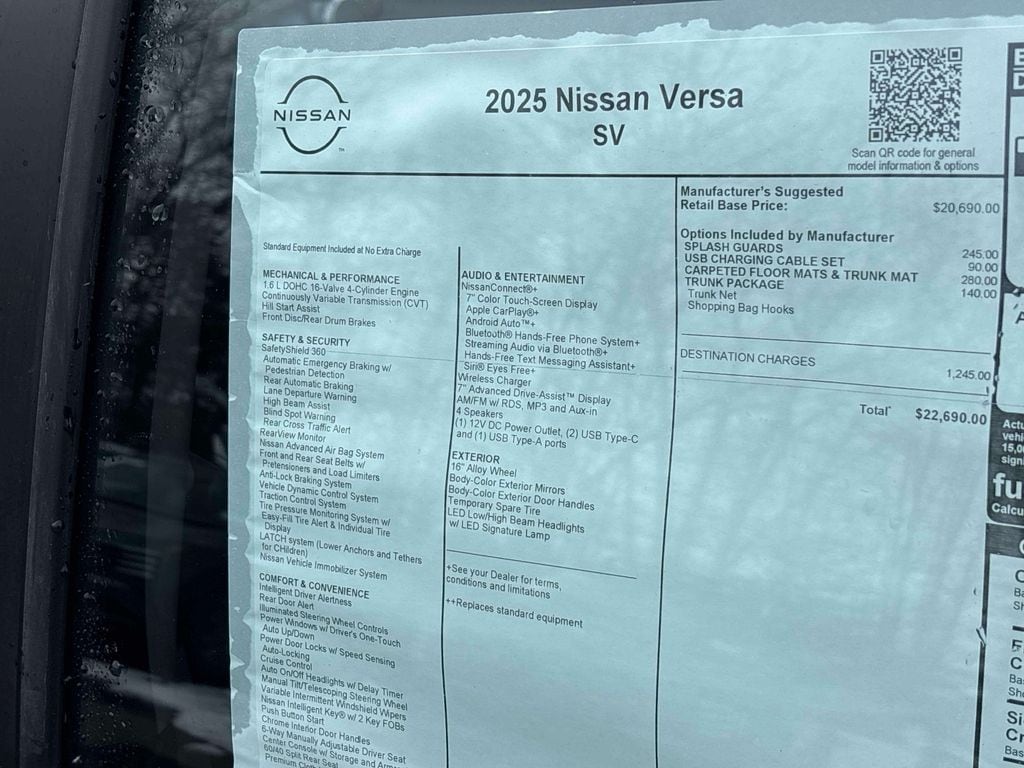 NISSAN
2025 Nissan Versa
SV
Scan QR code for general
model information & options
Standard Equipment Included at No Extra Charge
MECHANICAL & PERFORMANCE
1.6 L DOHC 16-Valve 4-Cylinder Engine
Continuously Variable Transmission (CVT)
Hill Start Assist
Front Disc/Rear Drum Brakes
SAFETY & SECURITY
SafetyShield 360
Automatic Emergency Braking w/
Pedestrian Detection
Rear Automatic Braking
Lane Departure Warning
High Beam Assist
Blind Spot Warning
Rear Cross Traffic Alert
RearView Monitor
Nissan Advanced Air Bag System
Front and Rear Seat Belts w/
Pretensioners and Load Limiters
Anti-Lock Braking System
Vehicle Dynamic Control System
Traction Control System
Tire Pressure Monitoring System w/
Easy-Fill Tire Alert & Individual Tire
Display
LATCH system (Lower Anchors and Tethers
for CHildren)
Nissan Vehicle Immobilizer System
COMFORT & CONVENIENCE
Intelligent Driver Alertness
Rear Door Alert
Illuminated Steering Wheel Controls
Power Windows w/ Driver's One-Touch
Auto Up/Down
Power Door Locks w/ Speed Sensing
Auto-Locking
Cruise Control
Auto On/Off Headlights w/ Delay Timer
Manual Tilt/Telescoping Steering Wheel
Variable Intermittent Windshield Wipers
Nissan Intelligent Key® w/ 2 Key FOBs
Push Button Start
Chrome Interior Door Handles
6-Way Manually Adjustable Driver Seat
Center Console w/ Storage and
60/40 Split Rear Seat
Premium
AUDIO & ENTERTAINMENT
NissanConnect®+
7" Color Touch-Screen Display
Apple CarPlay®+
Android Auto™+
Bluetooth® Hands-Free Phone System+
Streaming Audio via Bluetooth®+
Hands-Free Text Messaging Assistant+
Siri® Eyes Free+
Wireless Charger
7" Advanced Drive-Assist™ Display
AM/FM w/ RDS, MP3 and Aux-in
4 Speakers
(1) 12V DC Power Outlet, (2) USB Type-C
and (1) USB Type-A ports
EXTERIOR
16" Alloy Wheel
Body-Color Exterior Mirrors
Body-Color Exterior Door Handles
Temporary Spare Tire
LED Low/High Beam Headlights
w/ LED Signature Lamp
+See your Dealer for terms,
conditions and limitations
++Replaces standard equipment
Manufacturer's Suggested
Retail Base Price: $20,690.00
Options Included by Manufacturer
SPLASH GUARDS 245.00
USB CHARGING CABLE SET 90.00
CARPETED FLOOR MATS & TRUNK MAT 280.00
TRUNK PACKAGE 140.00
Trunk Net
Shopping Bag Hooks
DESTINATION CHARGES 1,245.00
Total* $22,690.00